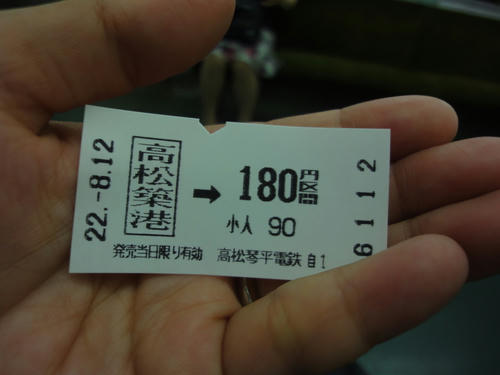 22.-8.12
高松築港
→ 180円区間
小人 90
発売当日限り有効 高松琴平電鉄 自1
6112